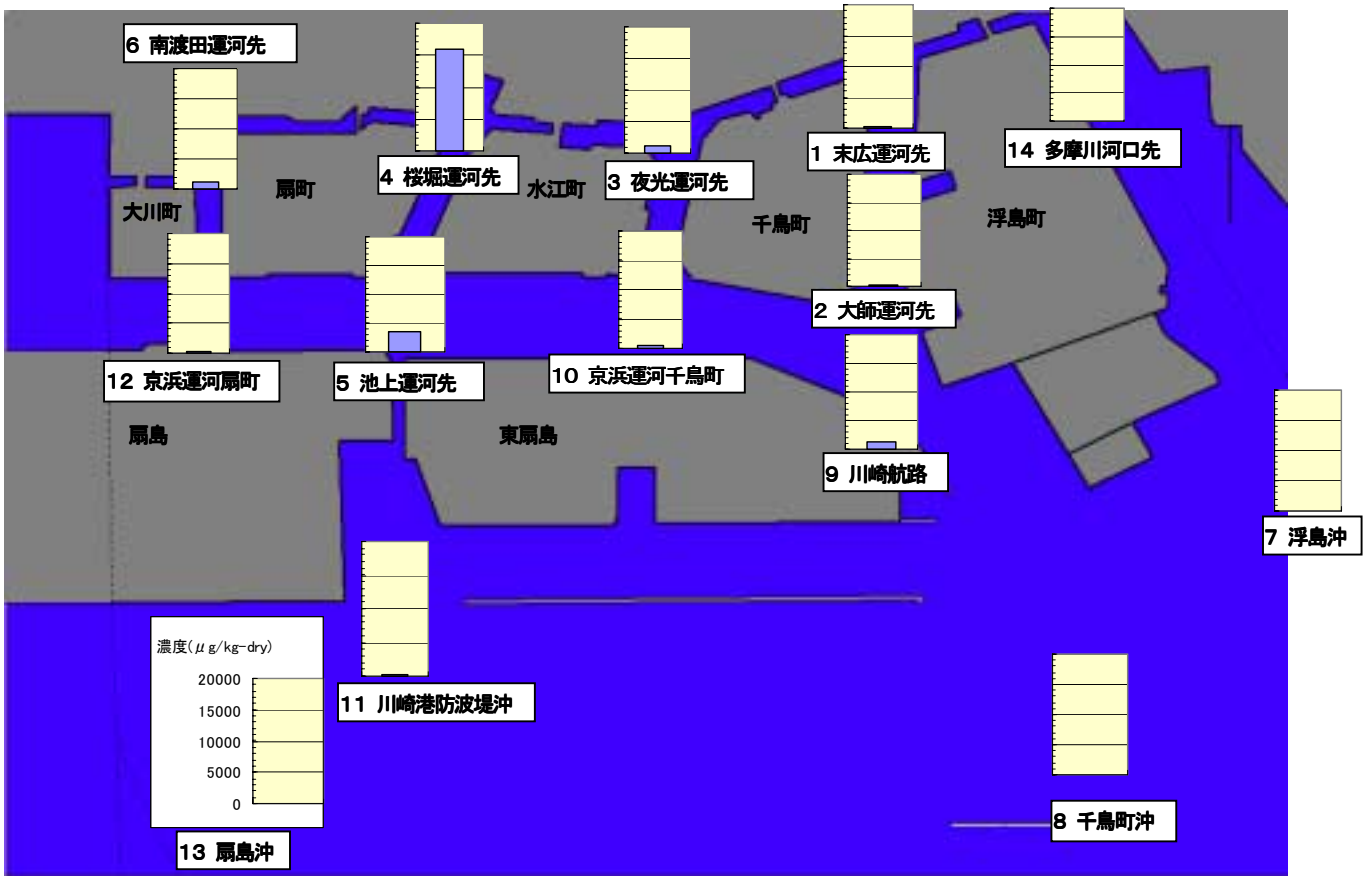 6 南渡田運河先
4 桜堀運河先
3 夜光運河先
1 末広運河先
14 多摩川河口先
大川町
扇町
水江町
千鳥町
浮島町
2 大師運河先
12 京浜運河扇町
5 池上運河先
10 京浜運河千鳥町
扇島
東扇島
9 川崎航路
7 浮島沖
濃度(μg/kg-dry)
20000
15000
10000
5000
0
11 川崎港防波堤沖
8 千鳥町沖
13 扇島沖